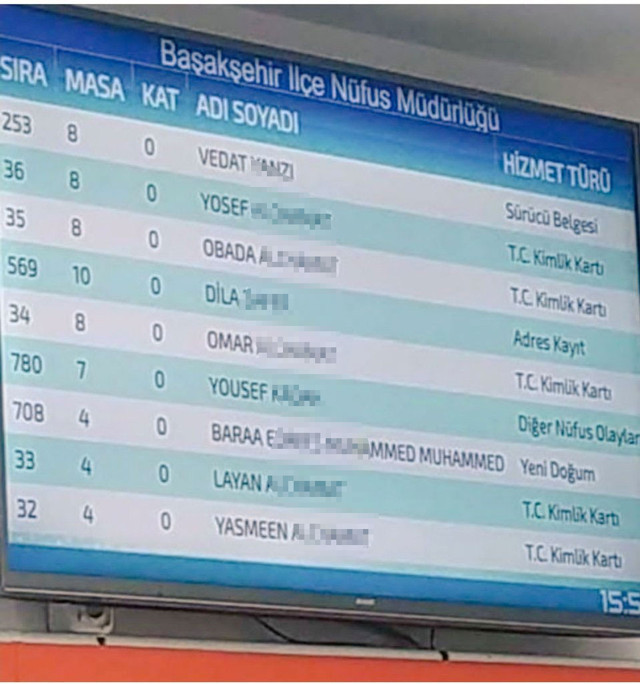 Başakşehir İlçe Nüfus Müdürlüğü
SIRA MASA KAT ADI SOYADI HİZMET TÜRÜ
253 8 0 VEDAT Sürücü Belgesi
36 8 0 YOSEF T.C. Kimlik Kartı
35 8 0 OBADA T.C. Kimlik Kartı
569 10 0 DİLA Adres Kayıt
34 8 0 OMAR T.C. Kimlik Kartı
780 7 0 YOUSEF Diğer Nüfus Olaylar
708 4 0 BARAA MUHAMMED Yeni Doğum
33 4 0 LAYAN T.C. Kimlik Kartı
32 4 0 YASMEEN T.C. Kimlik Kartı
15:5